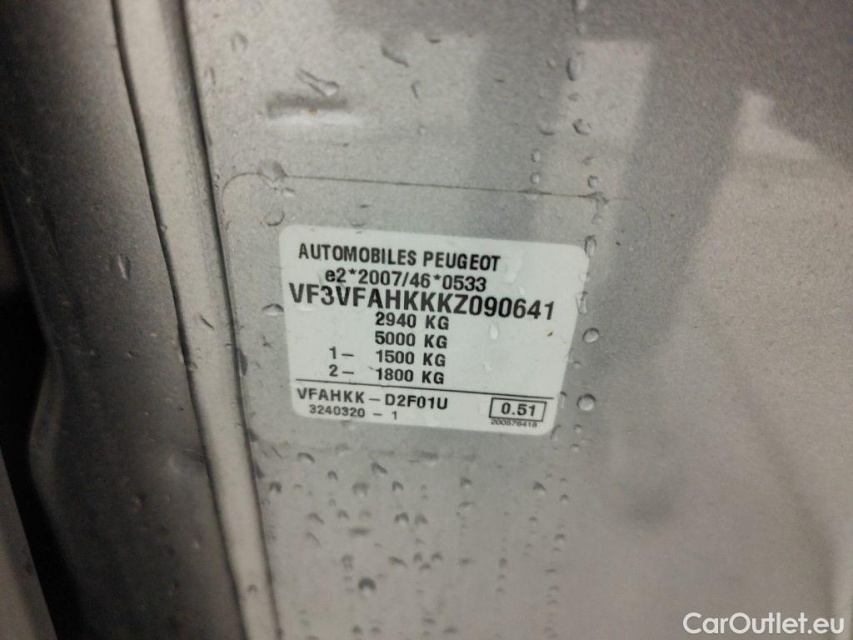 AUTOMOBILES PEUGEOT
e2*2007/46*0533
VF3VFAHKKKZ090641
2940 KG
5000 KG
1- 1500 KG
2- 1800 KG
VFAHKK - D2F01U
0.51
3240320 - 1
CarOutlet.eu